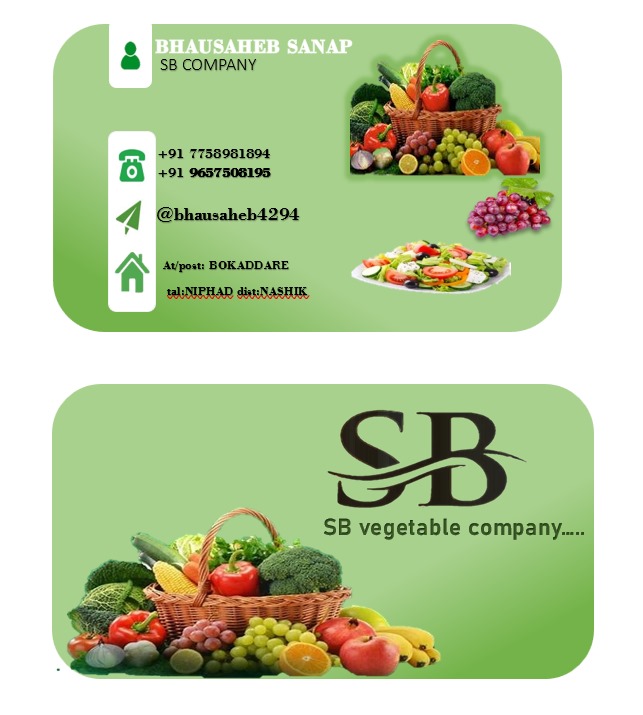 BHAUSAHEB SANAP
SB COMPANY
+91 7758981894
+91 9657508195
@bhausaheb4294
At/post: BOKADDARE
tal:NIPHAD dist:NASHIK
SB
SB vegetable company.....